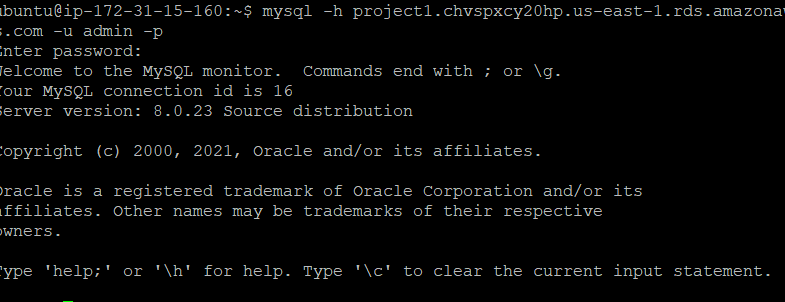 ubuntu@ip-172-31-15-160:~$ mysql -h project1.chvspxcy20hp.us-east-1.rds.amazonaw
s.com -u admin -p
Enter password:
Welcome to the MySQL monitor.  Commands end with ; or \g.
Your MySQL connection id is 16
Server version: 8.0.23 Source distribution
Copyright (c) 2000, 2021, Oracle and/or its affiliates.
Oracle is a registered trademark of Oracle Corporation and/or its
affiliates. Other names may be trademarks of their respective
owners.
Type 'help;' or '\h' for help. Type '\c' to clear the current input statement.